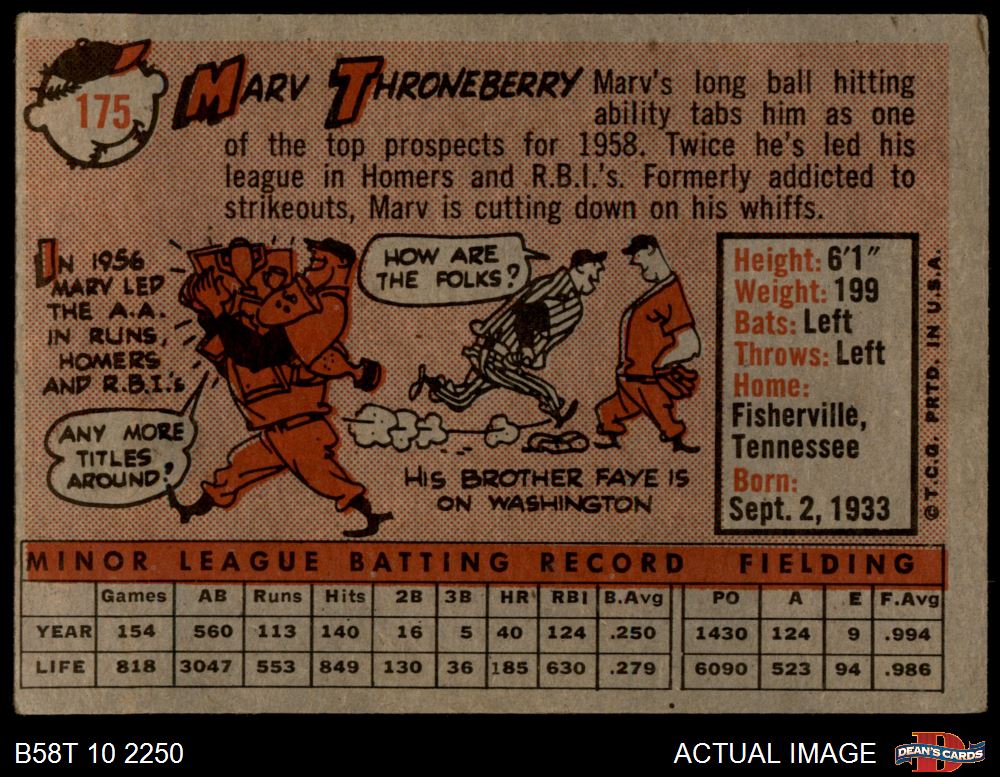 175
MARV THRONEBERRY Marv's long ball hitting
ability tabs him as one
of the top prospects for 1958. Twice he's led his
league in Homers and R.B.I.'s. Formerly addicted to
strikeouts, Marv is cutting down on his whiffs.
IN 1956
MARV LED
THE A.A.
IN RUNS,
HOMERS
AND R.B.I.'s
ANY MORE
TITLES
AROUND?
HOW ARE
THE FOLKS?
HIS BROTHER FAYE IS
ON WASHINGTON
Height: 6'1"
Weight: 199
Bats: Left
Throws: Left
Home:
Fisherville,
Tennessee
Born:
Sept. 2, 1933
©T.C.G. PRTD. IN U.S.A.
MINOR LEAGUE BATTING RECORD FIELDING
Games AB Runs Hits 2B 3B HR RBI B.Avg PO A E F.Avg
YEAR 154 560 113 140 16 5 40 124 .250 1430 124 9 .994
LIFE 818 3047 553 849 130 36 185 630 .279 6090 523 94 .986
B58T 10 2250
ACTUAL IMAGE
DEAN'S CARDS